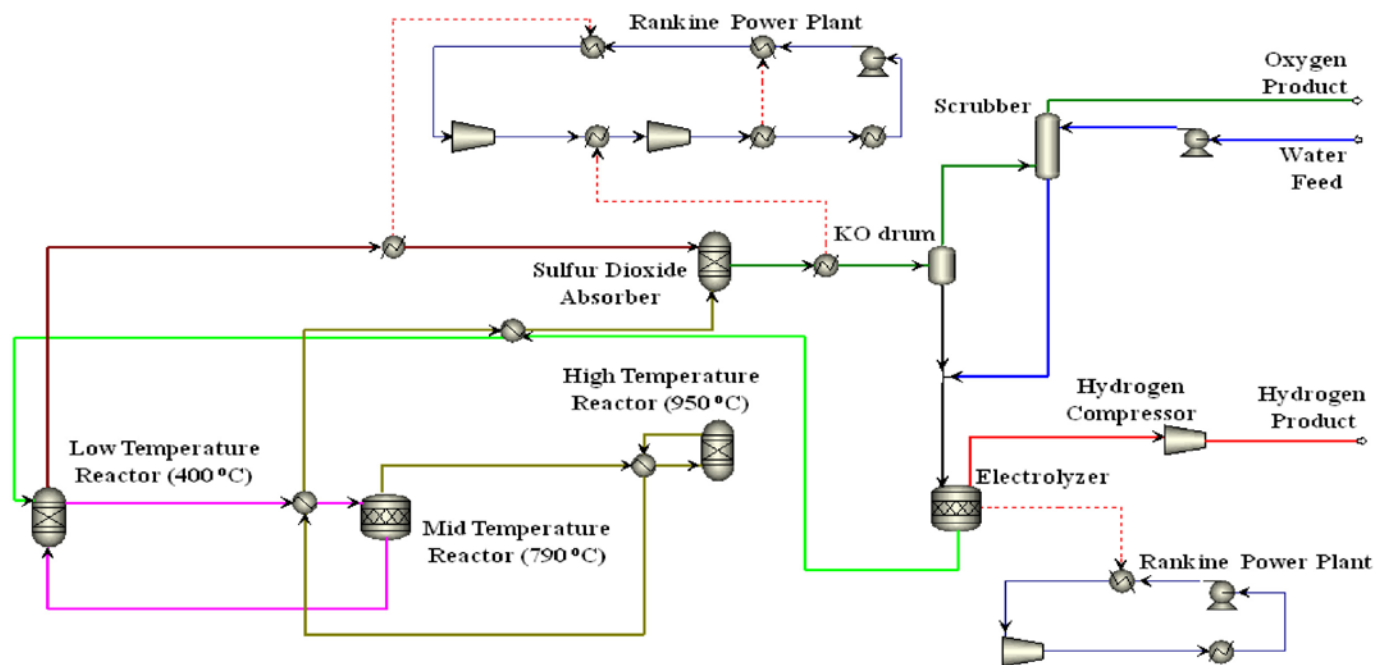 Rankine Power Plant
Oxygen
Product
Scrubber
Water
Feed
KO drum
Sulfur Dioxide
Absorber
High Temperature
Reactor (950 ºC)
Hydrogen
Compressor
Hydrogen
Product
Low Temperature
Reactor (400 ºC)
Electrolyzer
Mid Temperature
Reactor (790 ºC)
Rankine Power Plant